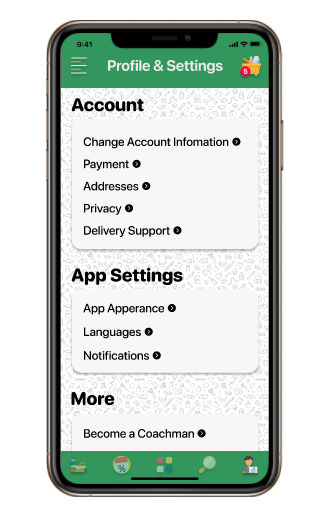 9:41
Profile & Settings
5
Account
Change Account Infomation
Payment
Addresses
Privacy
Delivery Support
App Settings
App Apperance
Languages
Notifications
More
Become a Coachman
%